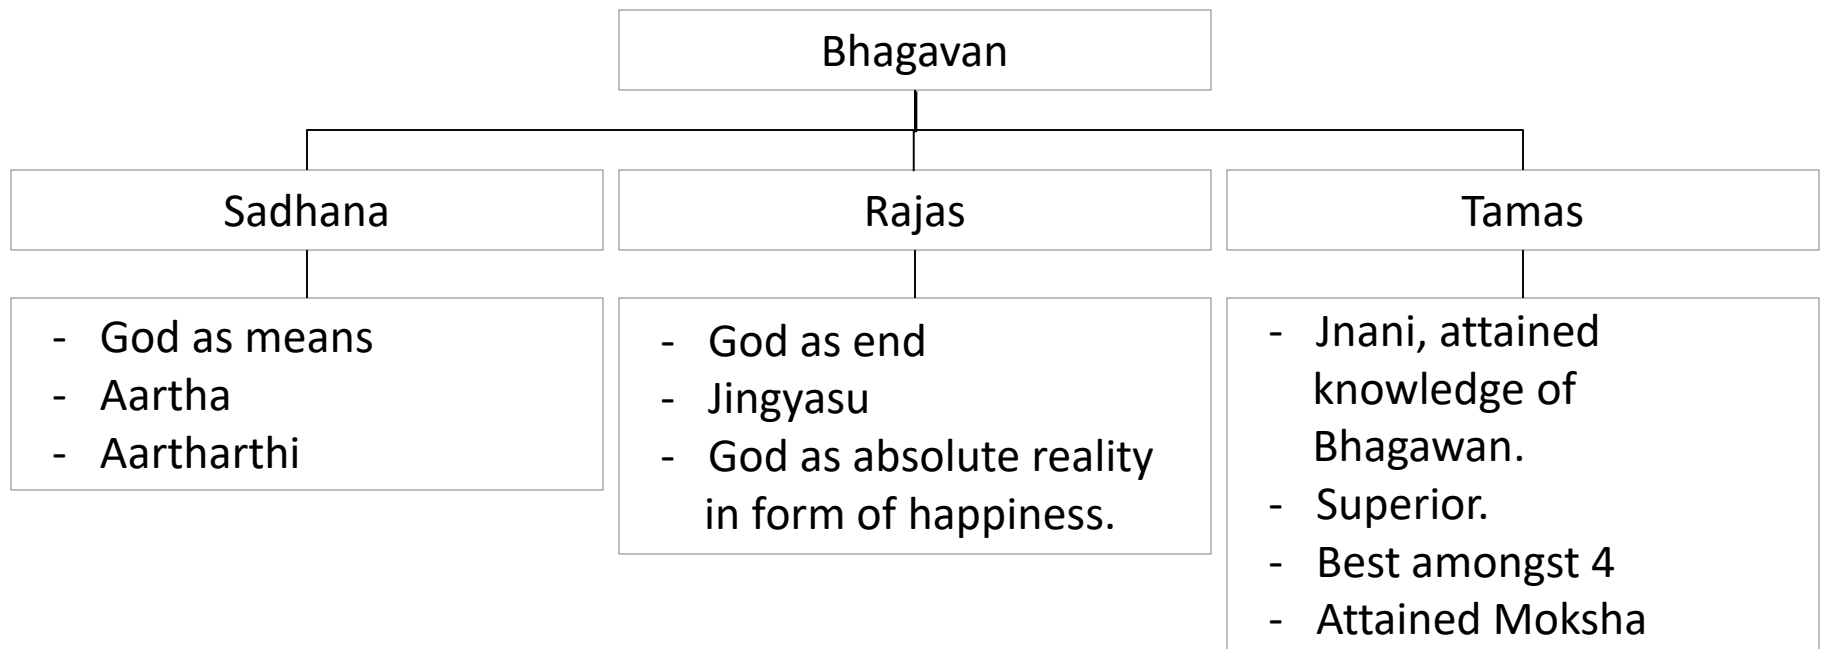 Bhagavan
Sadhana
Rajas
Tamas
- God as means
- Aartha
- Aartharthi
- God as end
- Jingyasu
- God as absolute reality
in form of happiness.
- Jnani, attained
knowledge of
Bhagawan.
- Superior.
- Best amongst 4
- Attained Moksha